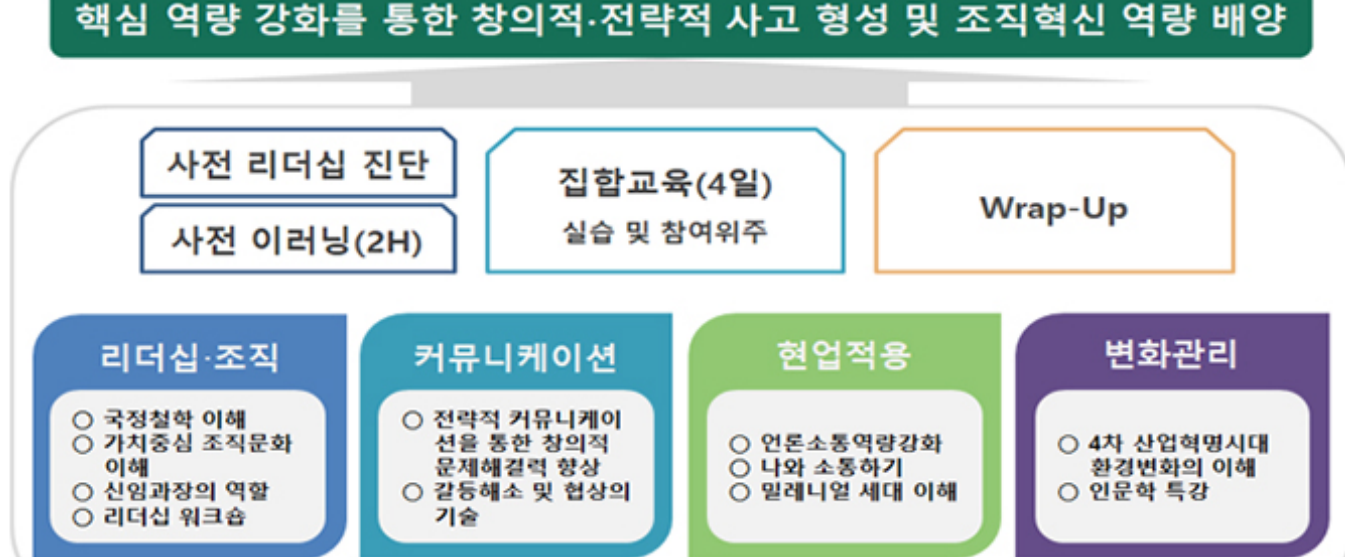 핵심 역량 강화를 통한 창의적·전략적 사고 형성 및 조직혁신 역량 배양
사전 리더십 진단
사전 이러닝(2H)
집합교육(4일)
실습 및 참여위주
Wrap-Up
리더십·조직
○ 국정철학 이해
○ 가치중심 조직문화
이해
○ 신임과장의 역할
○ 리더십 워크숍
커뮤니케이션
○ 전략적 커뮤니케이
션을 통한 창의적
문제해결력 향상
○ 갈등해소 및 협상의
기술
현업적용
○ 언론소통역량강화
○ 나와 소통하기
○ 밀레니얼 세대 이해
변화관리
○ 4차 산업혁명시대
환경변화의 이해
○ 인문학 특강